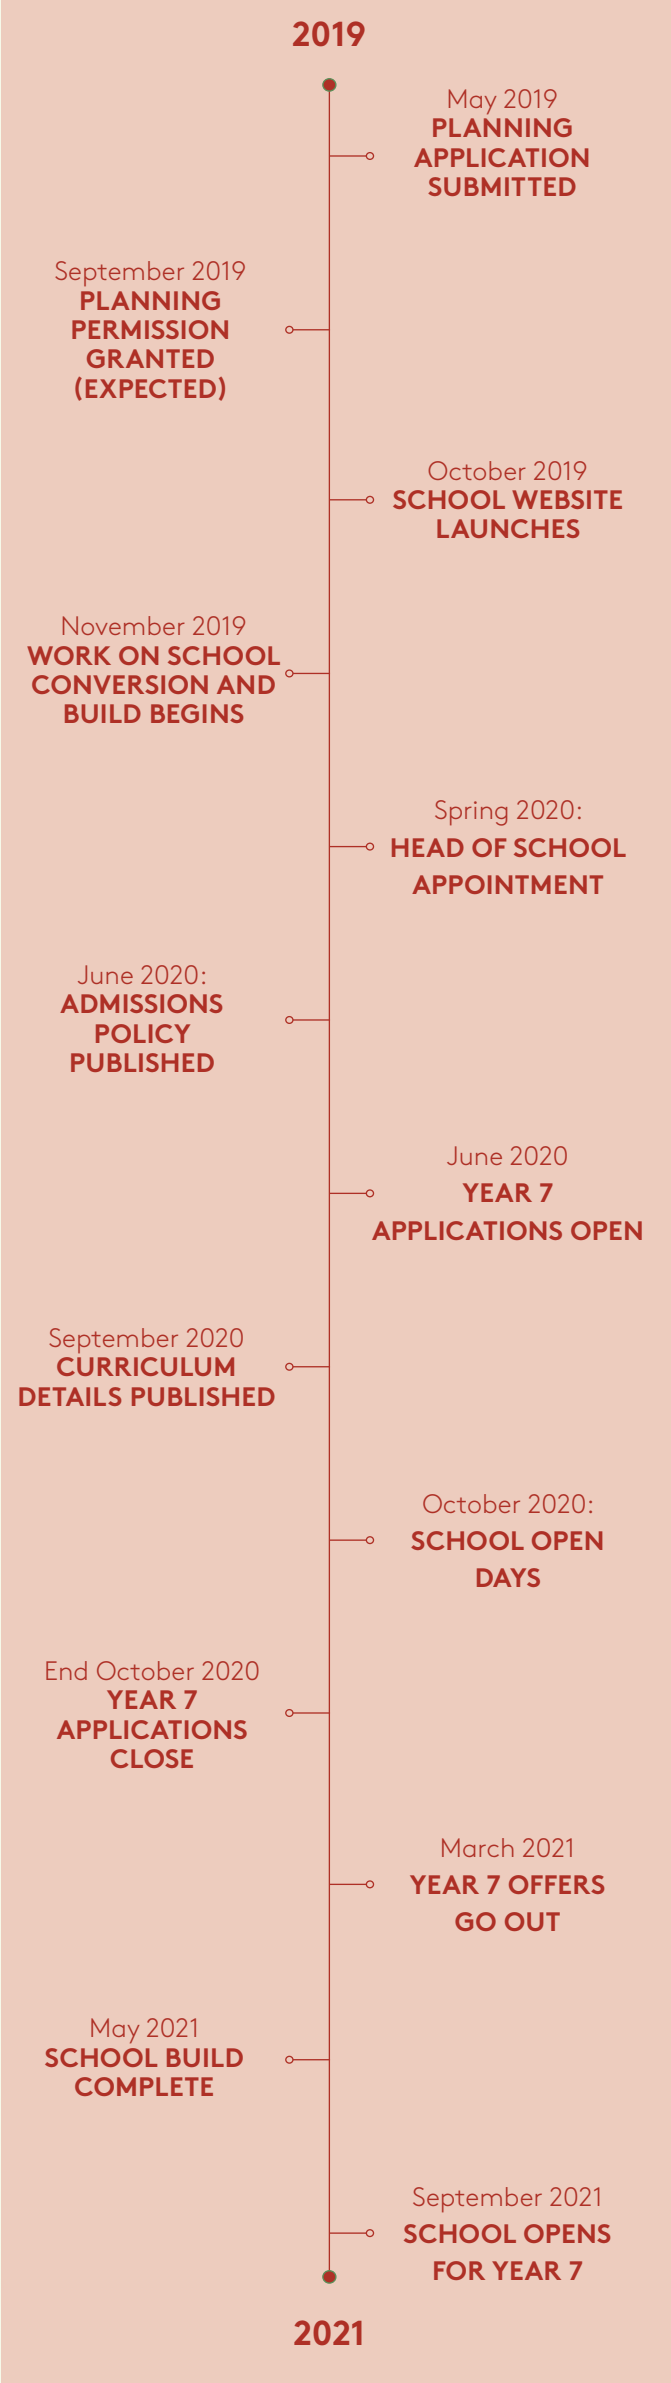 2019
May 2019
PLANNING
APPLICATION
SUBMITTED
September 2019
PLANNING
PERMISSION
GRANTED
(EXPECTED)
October 2019
SCHOOL WEBSITE
LAUNCHES
November 2019
WORK ON SCHOOL
CONVERSION AND
BUILD BEGINS
Spring 2020:
HEAD OF SCHOOL
APPOINTMENT
June 2020:
ADMISSIONS
POLICY
PUBLISHED
June 2020
YEAR 7
APPLICATIONS OPEN
September 2020
CURRICULUM
DETAILS PUBLISHED
October 2020:
SCHOOL OPEN
DAYS
End October 2020
YEAR 7
APPLICATIONS
CLOSE
March 2021
YEAR 7 OFFERS
GO OUT
May 2021
SCHOOL BUILD
COMPLETE
September 2021
SCHOOL OPENS
FOR YEAR 7
2021